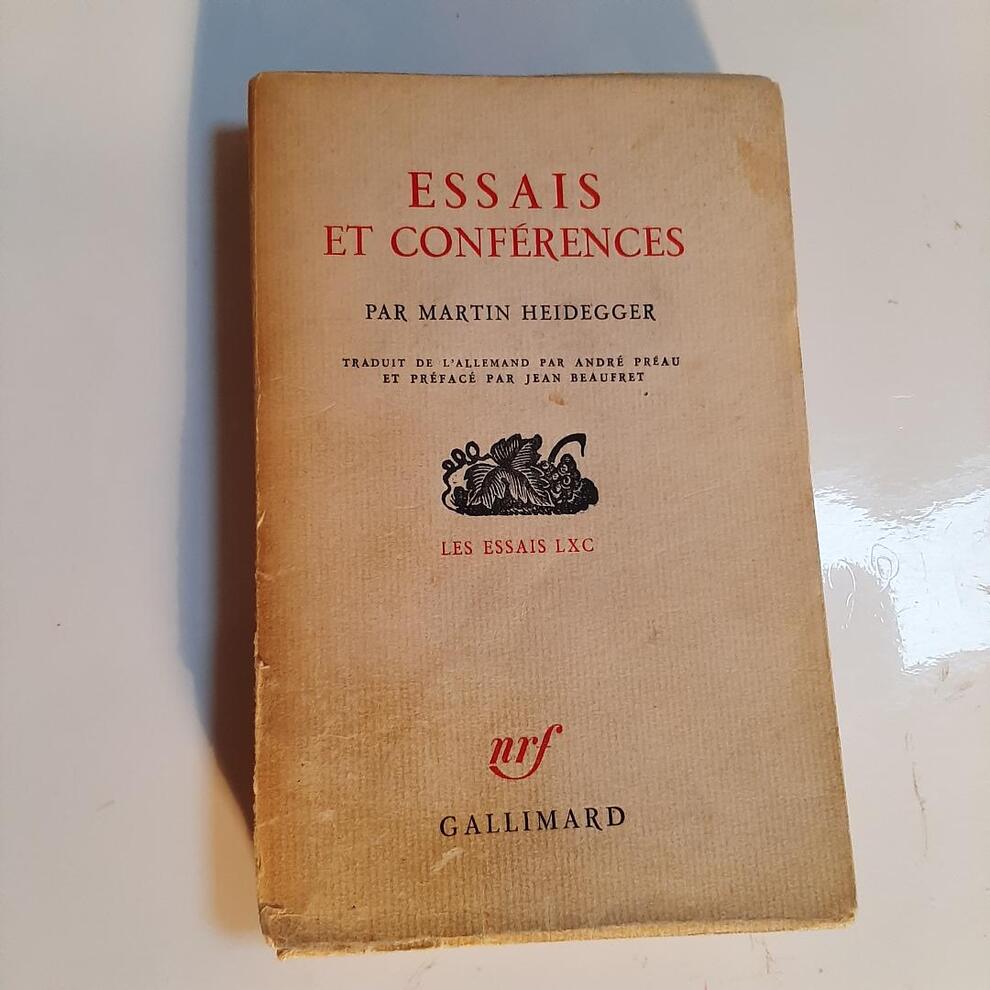 ESSAIS
ET CONFÉRENCES
PAR MARTIN HEIDEGGER
TRADUIT DE L'ALLEMAND PAR ANDRÉ PRÉAU
ET PRÉFACÉ PAR JEAN BEAUFRET
LES ESSAIS LXC
nrf
GALLIMARD